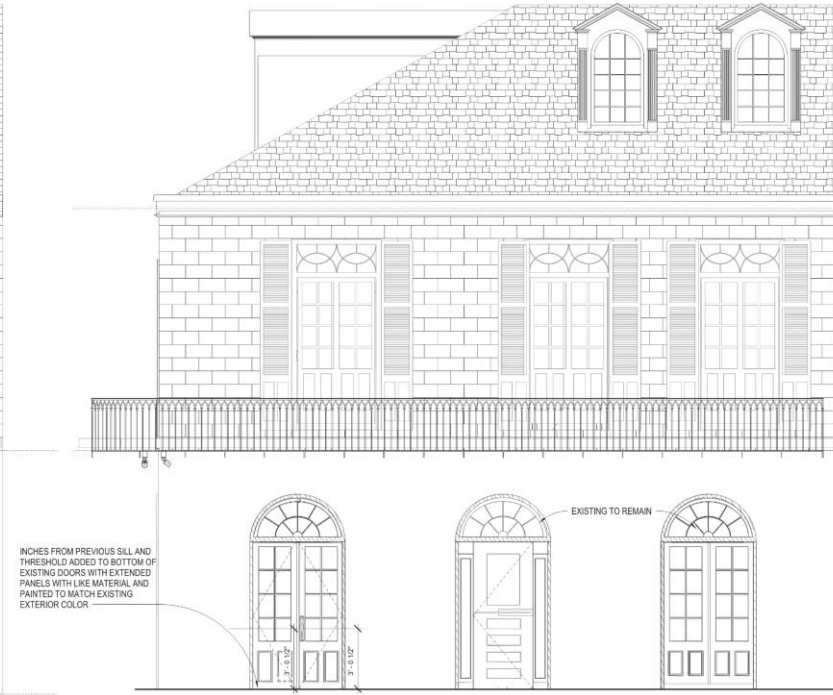 EXISTING TO REMAIN
INCHES FROM PREVIOUS SILL AND
THRESHOLD ADDED TO BOTTOM OF
EXISTING DOORS WITH EXTENDED
PANELS WITH LIKE MATERIAL AND
PAINTED TO MATCH EXISTING
EXTERIOR COLOR
3' - 0 1/2"
3' - 0 1/2"